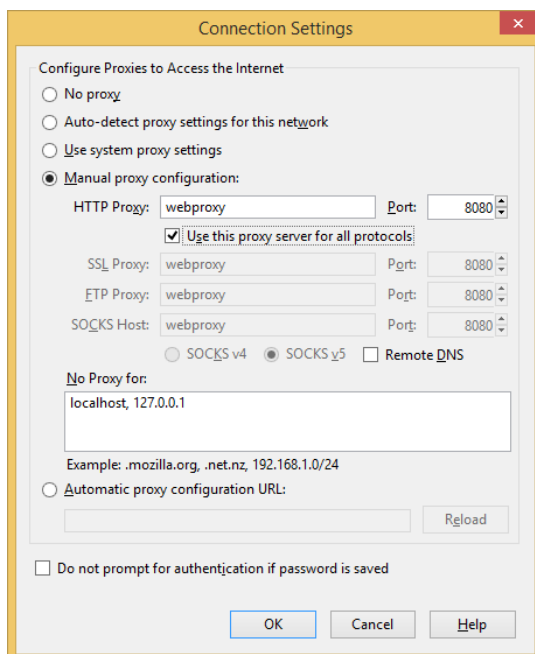 Connection Settings
Configure Proxies to Access the Internet
No proxy
Auto-detect proxy settings for this network
Use system proxy settings
Manual proxy configuration:
HTTP Proxy: webproxy Port: 8080
Use this proxy server for all protocols
SSL Proxy: webproxy Port: 8080
FTP Proxy: webproxy Port: 8080
SOCKS Host: webproxy Port: 8080
SOCKS v4 SOCKS v5 Remote DNS
No Proxy for:
localhost, 127.0.0.1
Example: .mozilla.org, .net.nz, 192.168.1.0/24
Automatic proxy configuration URL:
Reload
Do not prompt for authentication if password is saved
OK Cancel Help